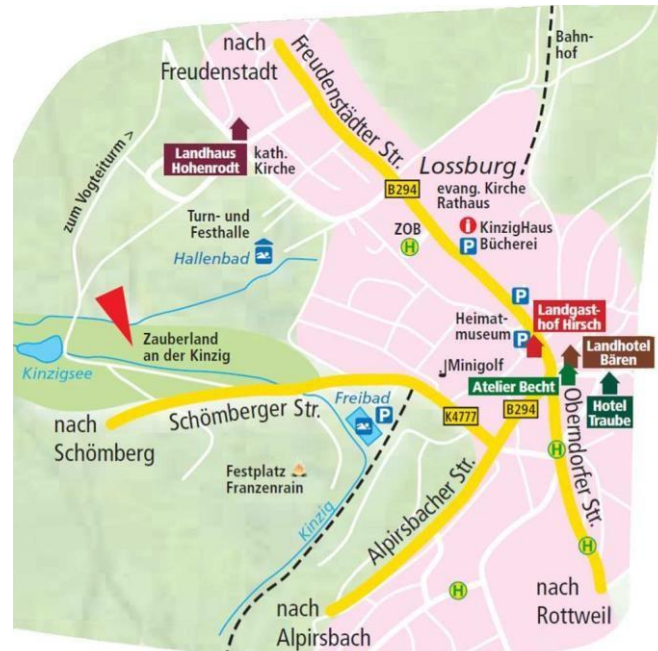 nach
Freudenstadt
Freudenstädter Str.
Bahn-
hof
Landhaus
Hohenrodt
kath.
Kirche
Lossburg
B294
evang. Kirche
Rathaus
zum Vogteiturm >
Turn- und
Festhalle
Hallenbad
ZOB
H
i
KinzigHaus
P
Bücherei
P
Landgast-
hof Hirsch
Heimat-
museum
P
Landhotel
Bären
Zauberland
an der Kinzig
Kinzigsee
Minigolf
Atelier Becht
Hotel
Traube
nach
Schömberg
Schömberger Str.
Freibad
P
K4777
B294
Oberndorfer Str.
H
Festplatz
Franzenrain
Kinzig
Alpirsbacher Str.
H
H
nach
Alpirsbach
nach
Rottweil